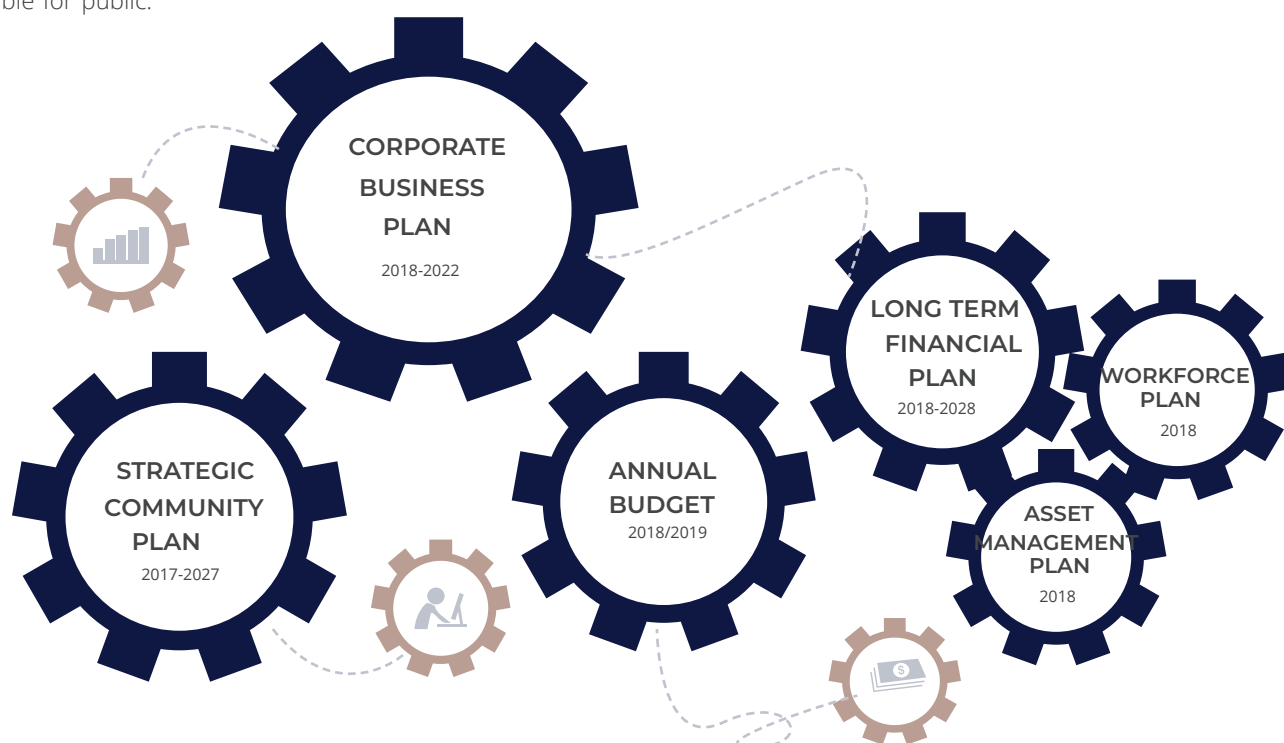 ble for public.
CORPORATE
BUSINESS
PLAN
2018-2022
LONG TERM
FINANCIAL
PLAN
2018-2028
WORKFORCE
PLAN
2018
STRATEGIC
COMMUNITY
PLAN
2017-2027
ANNUAL
BUDGET
2018/2019
ASSET
MANAGEMENT
PLAN
2018
$